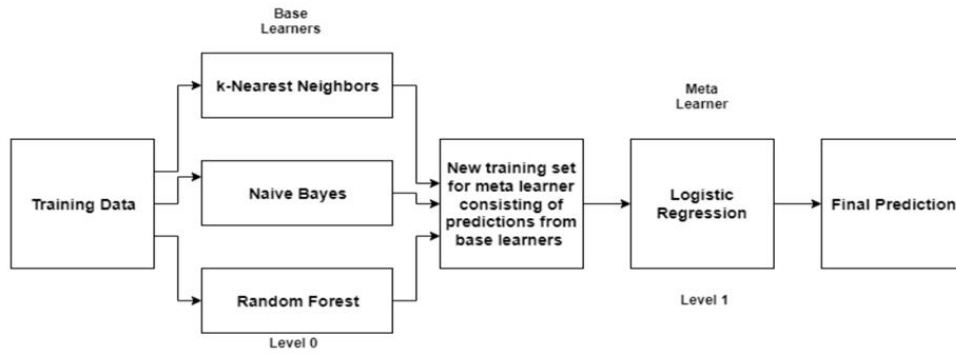 Base
Learners
k-Nearest Neighbors
Meta
Learner
Training Data
Naive Bayes
New training set
for meta learner
consisting of
predictions from
base learners
Logistic
Regression
Final Prediction
Random Forest
Level 0
Level 1